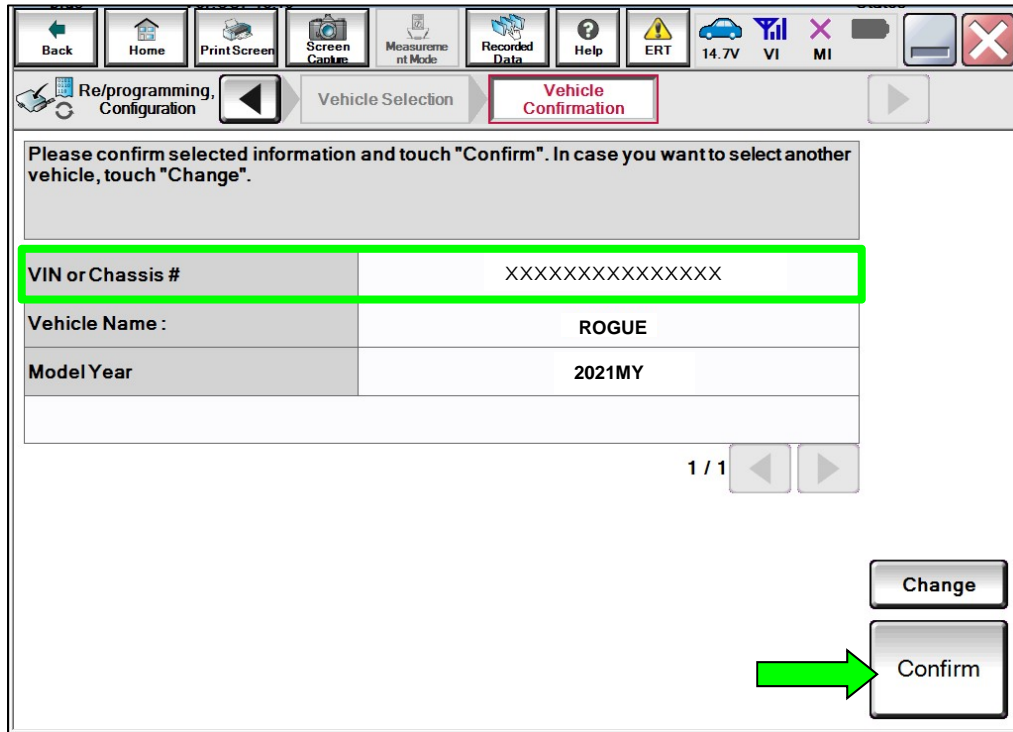 Back
Home
Print Screen
Screen
Capture
Measureme
nt Mode
Recorded
Data
Help
ERT
14.7V
VI
MI
Re/programming,
Configuration
Vehicle Selection
Vehicle
Confirmation
Please confirm selected information and touch "Confirm". In case you want to select another
vehicle, touch "Change".
VIN or Chassis # XXXXXXXXXXXXXXX
Vehicle Name : ROGUE
Model Year 2021MY
1 / 1
Change
Confirm